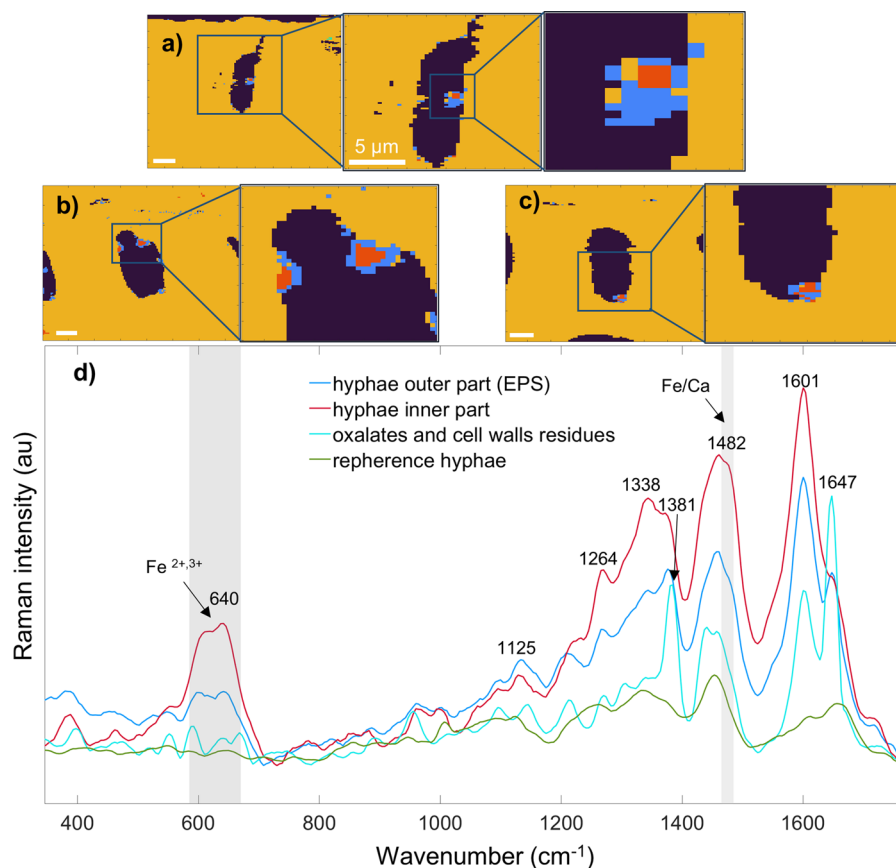 a)
5 µm
b)
c)
d)
hyphae outer part (EPS)
hyphae inner part
oxalates and cell walls residues
repherence hyphae
Fe/Ca
1601
1482
1647
1338
1381
1264
Fe 2+,3+
640
1125
Raman intensity (au)
400 600 800 1000 1200 1400 1600
Wavenumber (cm⁻¹)